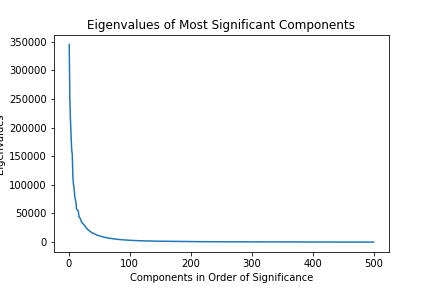 Eigenvalues of Most Significant Components
350000
300000
250000
200000
150000
100000
50000
0
Eigenvalues
0 100 200 300 400 500
Components in Order of Significance